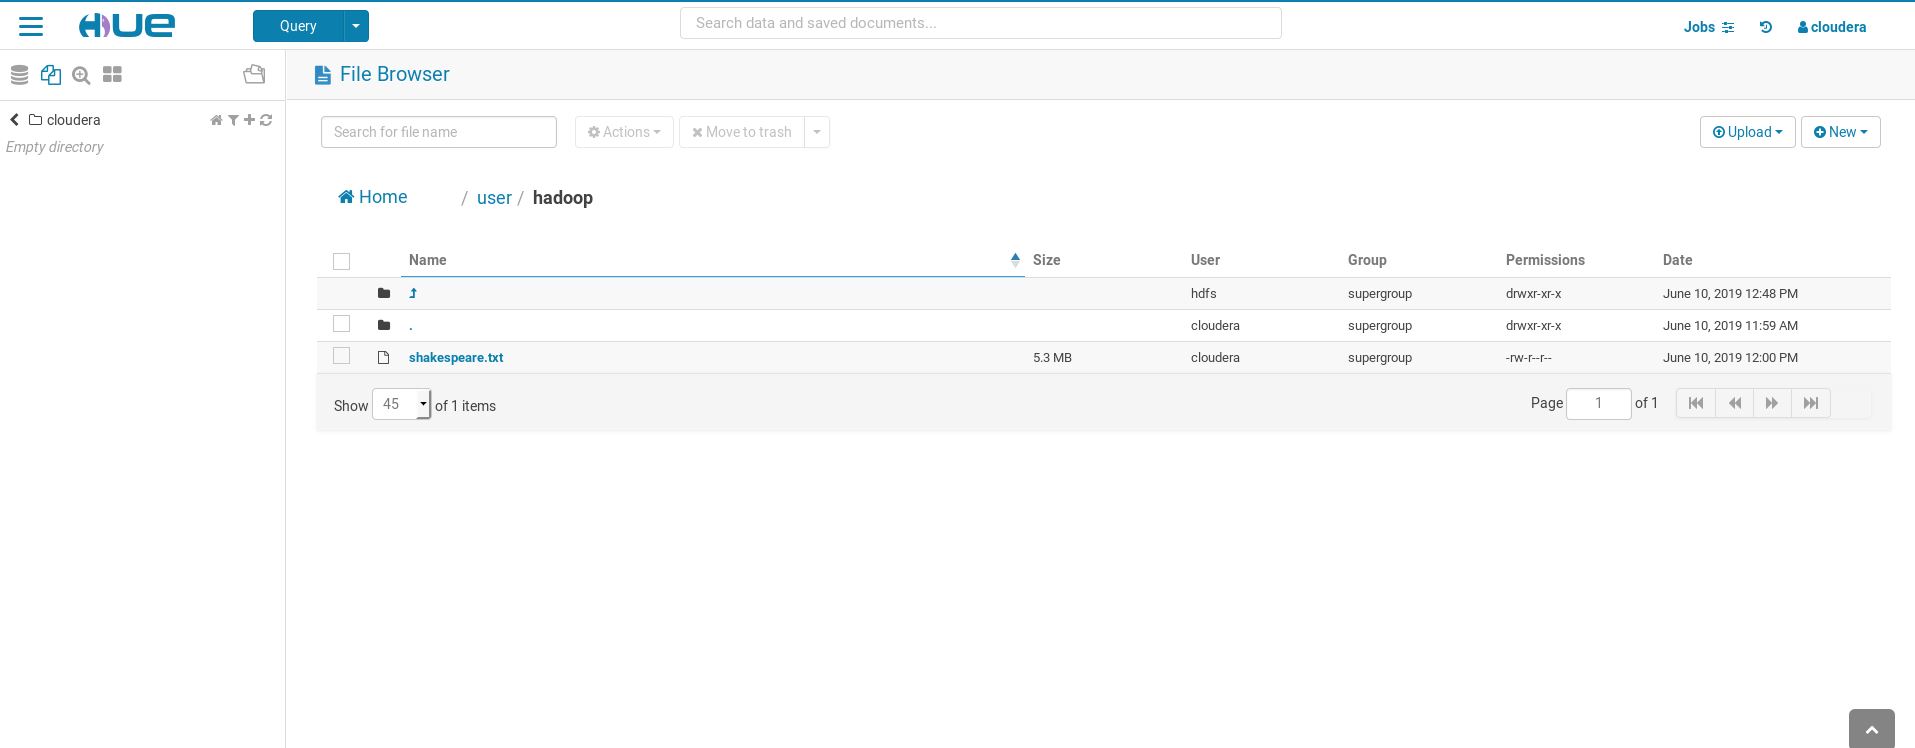 HUE Query Search data and saved documents... Jobs cloudera
File Browser
cloudera
Empty directory
Search for file name Actions Move to trash Upload New
Home / user / hadoop
Name Size User Group Permissions Date
hdfs supergroup drwxr-xr-x June 10, 2019 12:48 PM
. cloudera supergroup drwxr-xr-x June 10, 2019 11:59 AM
shakespeare.txt 5.3 MB cloudera supergroup -rw-r--r-- June 10, 2019 12:00 PM
Show 45 of 1 items Page 1 of 1